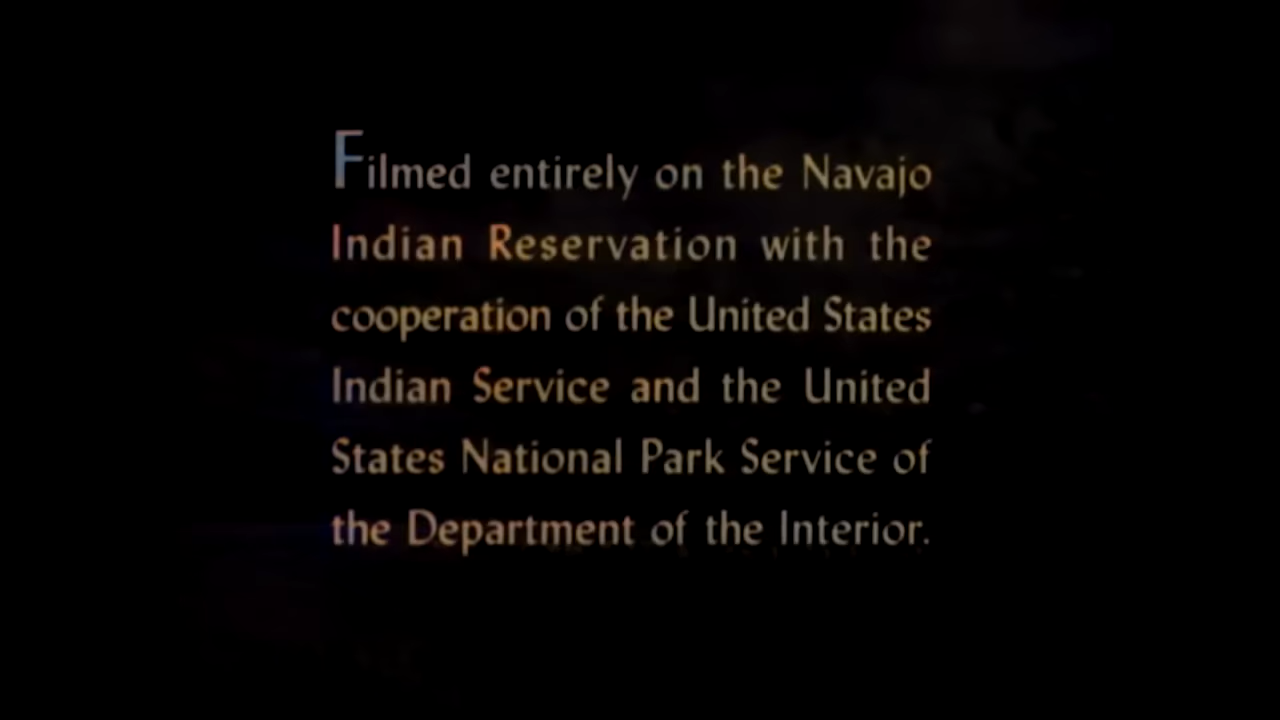 Filmed entirely on the Navajo
Indian Reservation with the
cooperation of the United States
Indian Service and the United
States National Park Service of
the Department of the Interior.